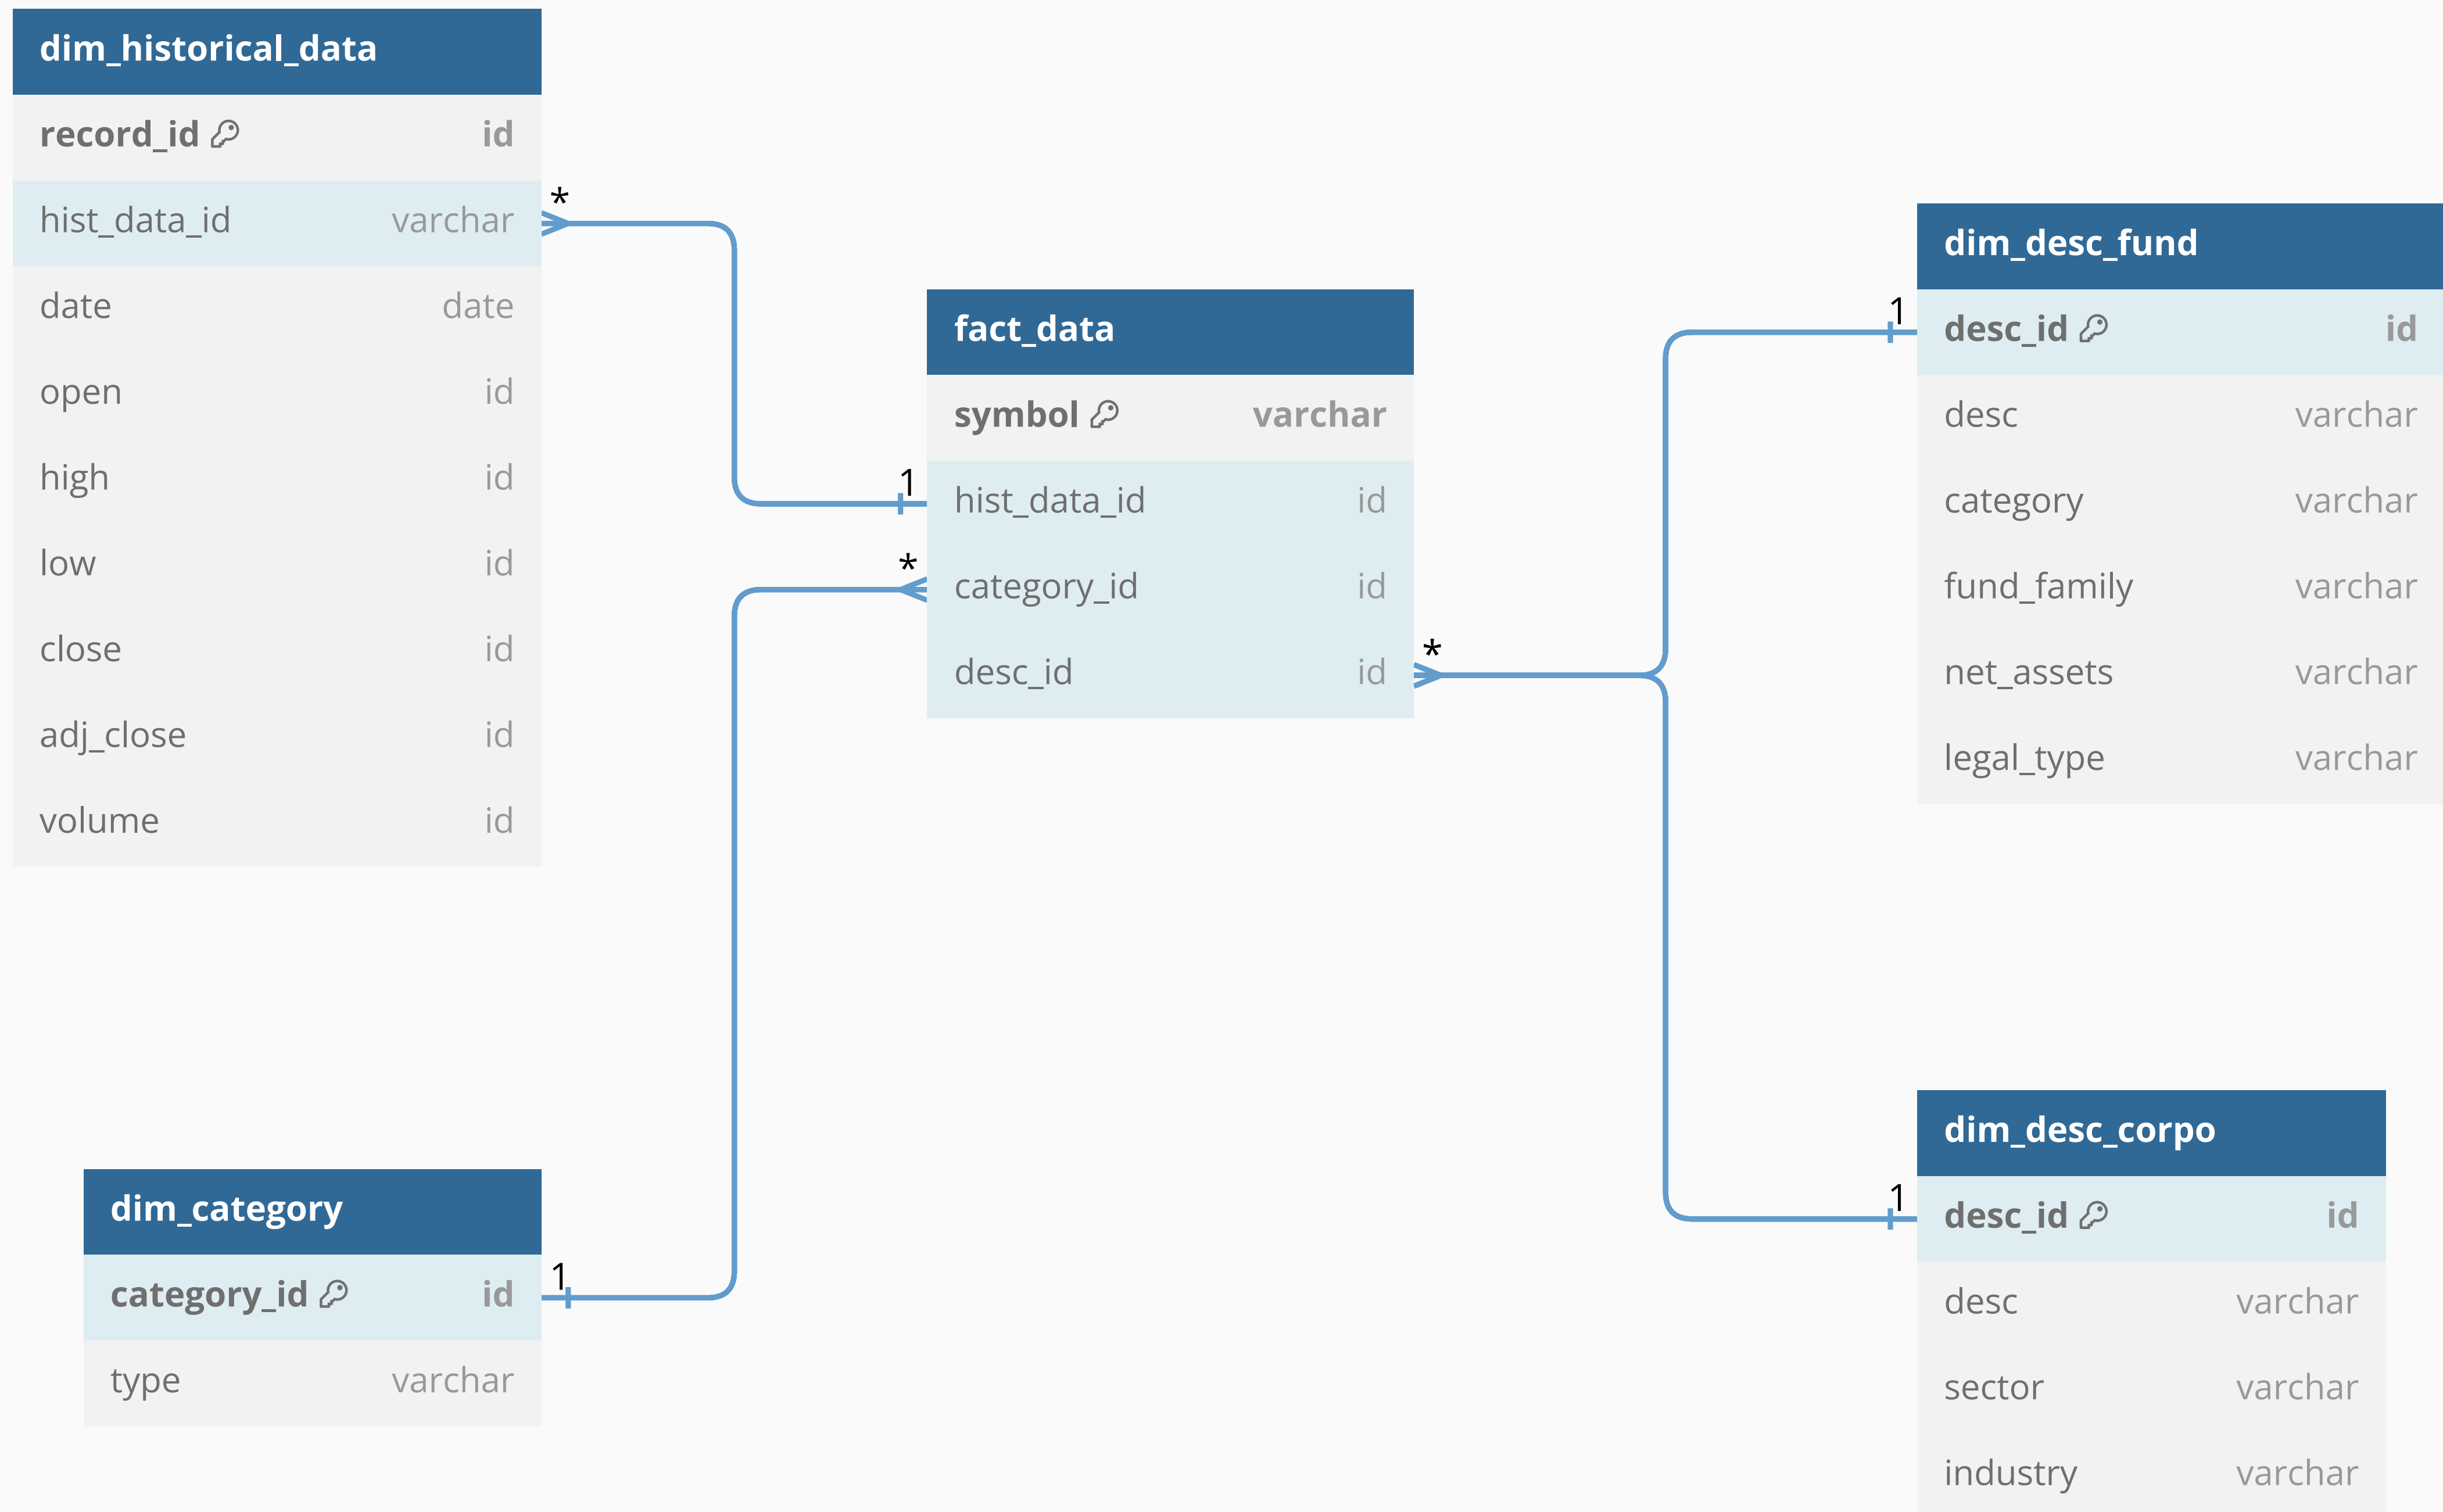 dim_historical_data
record_id id
hist_data_id varchar
date date
open id
high id
low id
close id
adj_close id
volume id
*
1
fact_data
symbol varchar
hist_data_id id
category_id id
desc_id id
*
*
1
dim_desc_fund
desc_id id
desc varchar
category varchar
fund_family varchar
net_assets varchar
legal_type varchar
dim_category
category_id id
type varchar
1
1
dim_desc_corpo
desc_id id
desc varchar
sector varchar
industry varchar